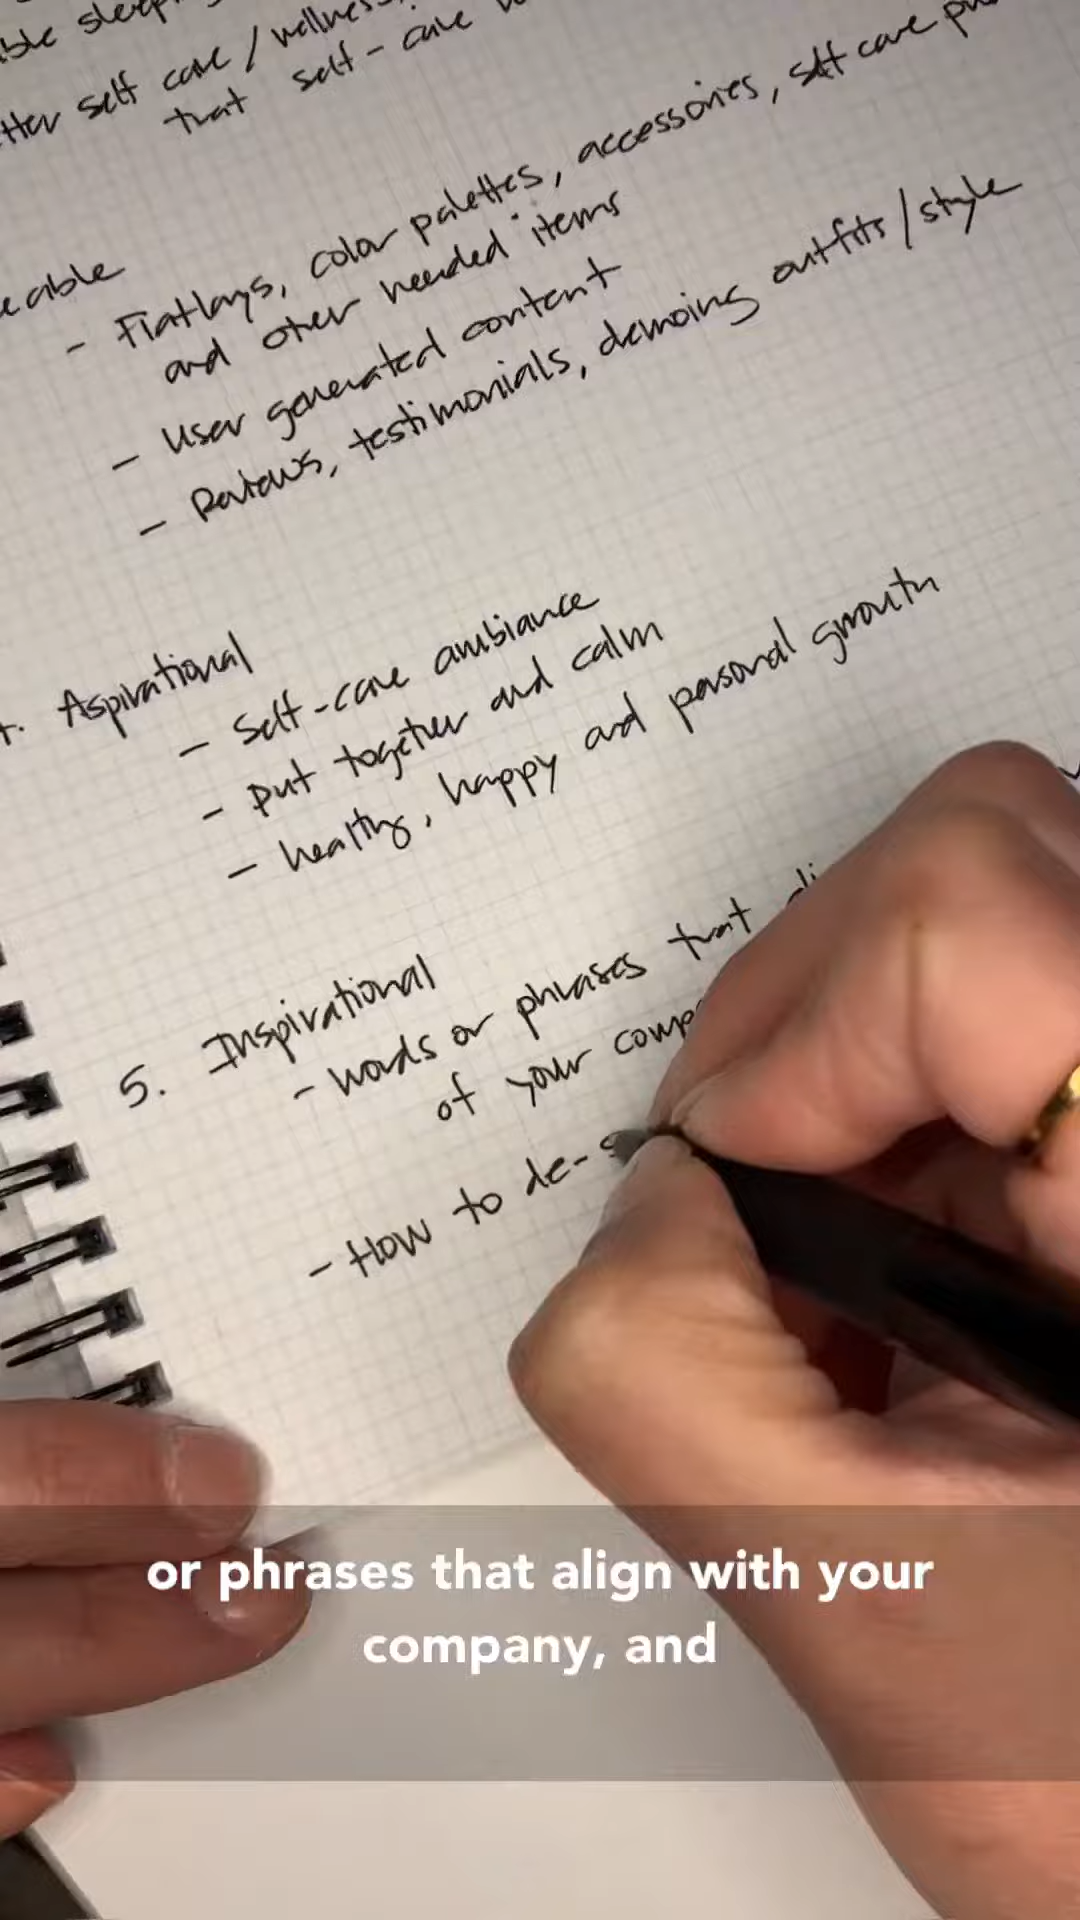 self care / wellness
that self-care
- Flatlays, color palettes, accessories, self care
and other needed items
- User generated content
- Reviews, testimonials, demoing outfits/style
Aspirational
- Self-care ambiance
- Put together and calm
- healthy, happy and personal growth
5. Inspirational
- words or phrases that
of your
- How to de-s
or phrases that align with your
company, and